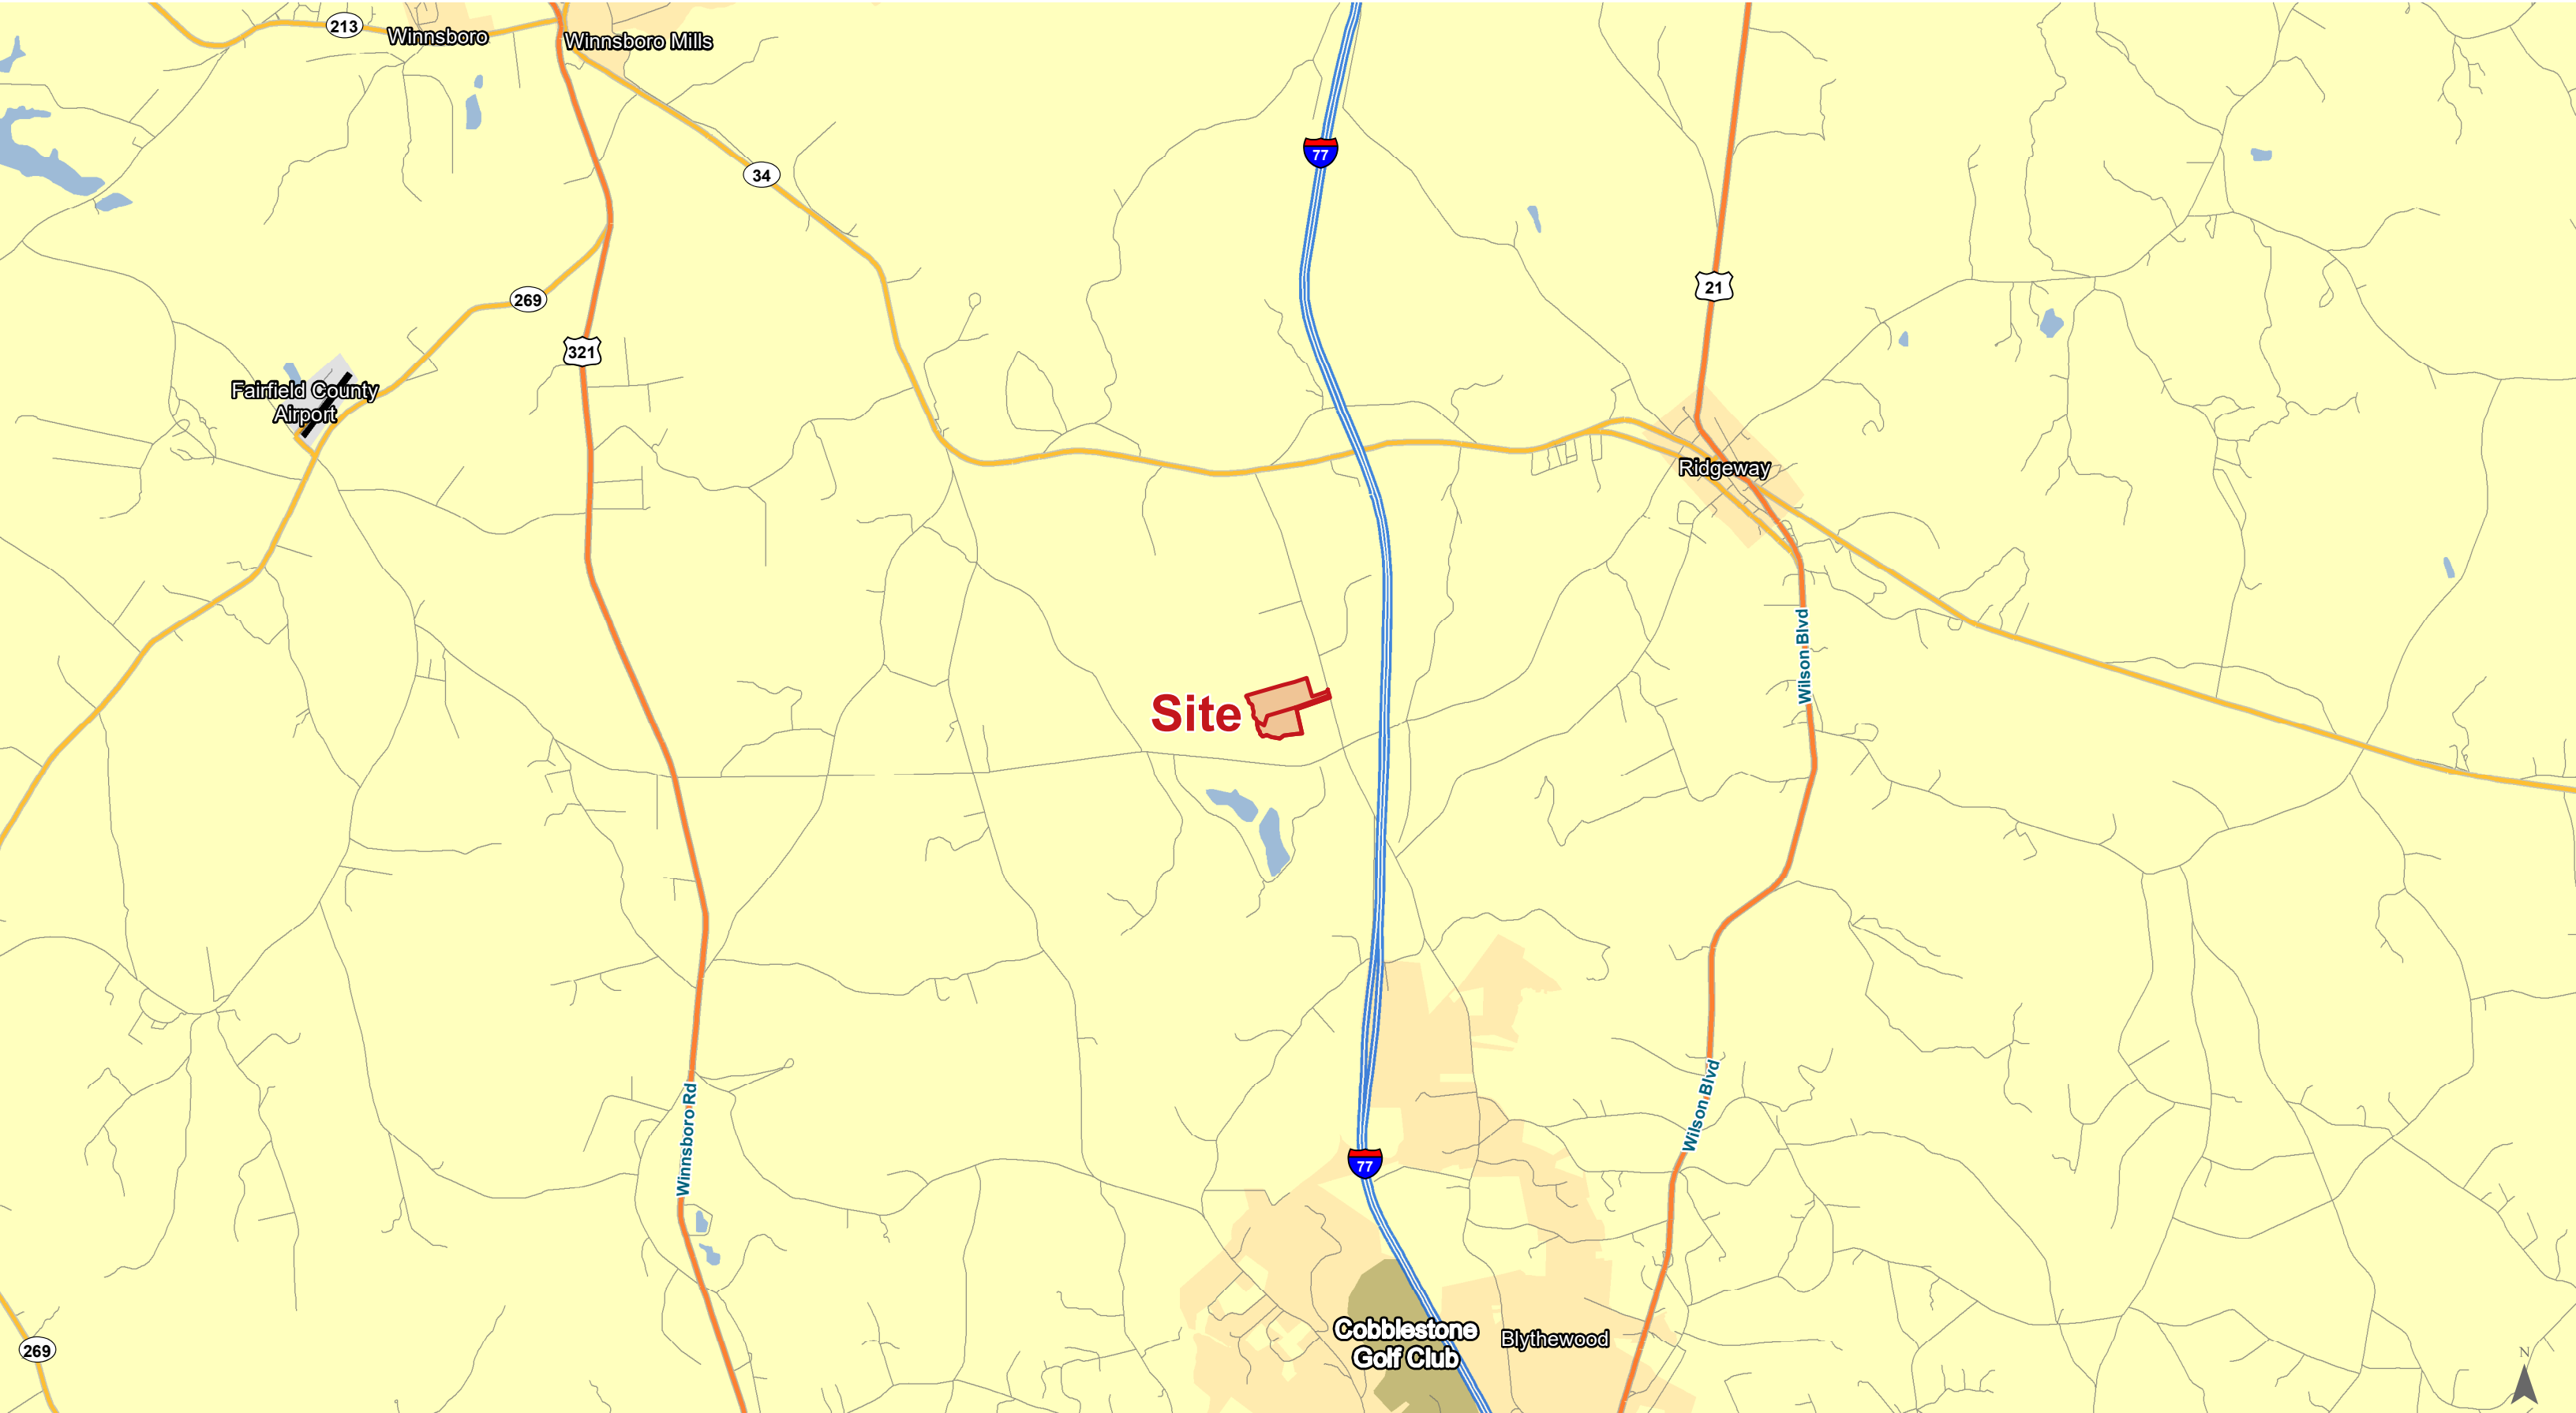 213
Winnsboro
Winnsboro Mills
77
34
21
269
321
Fairfield County
Airport
Ridgeway
Wilson Blvd
Site
Winnsboro Rd
Wilson Blvd
77
Cobblestone
Golf Club
Blythewood
269
N